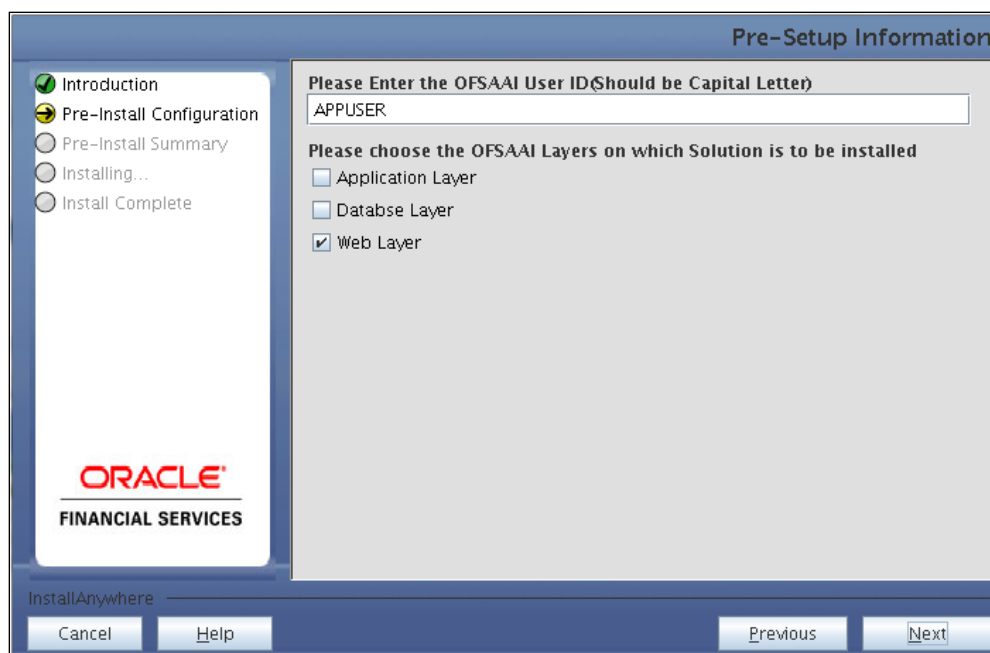 Pre-Setup Information
Introduction
Pre-Install Configuration
Pre-Install Summary
Installing...
Install Complete
ORACLE'
FINANCIAL SERVICES
Please Enter the OFSAAI User ID(Should be Capital Letter)
APPUSER
Please choose the OFSAAI Layers on which Solution is to be installed
Application Layer
Databse Layer
Web Layer
InstallAnywhere
Cancel
Help
Previous
Next